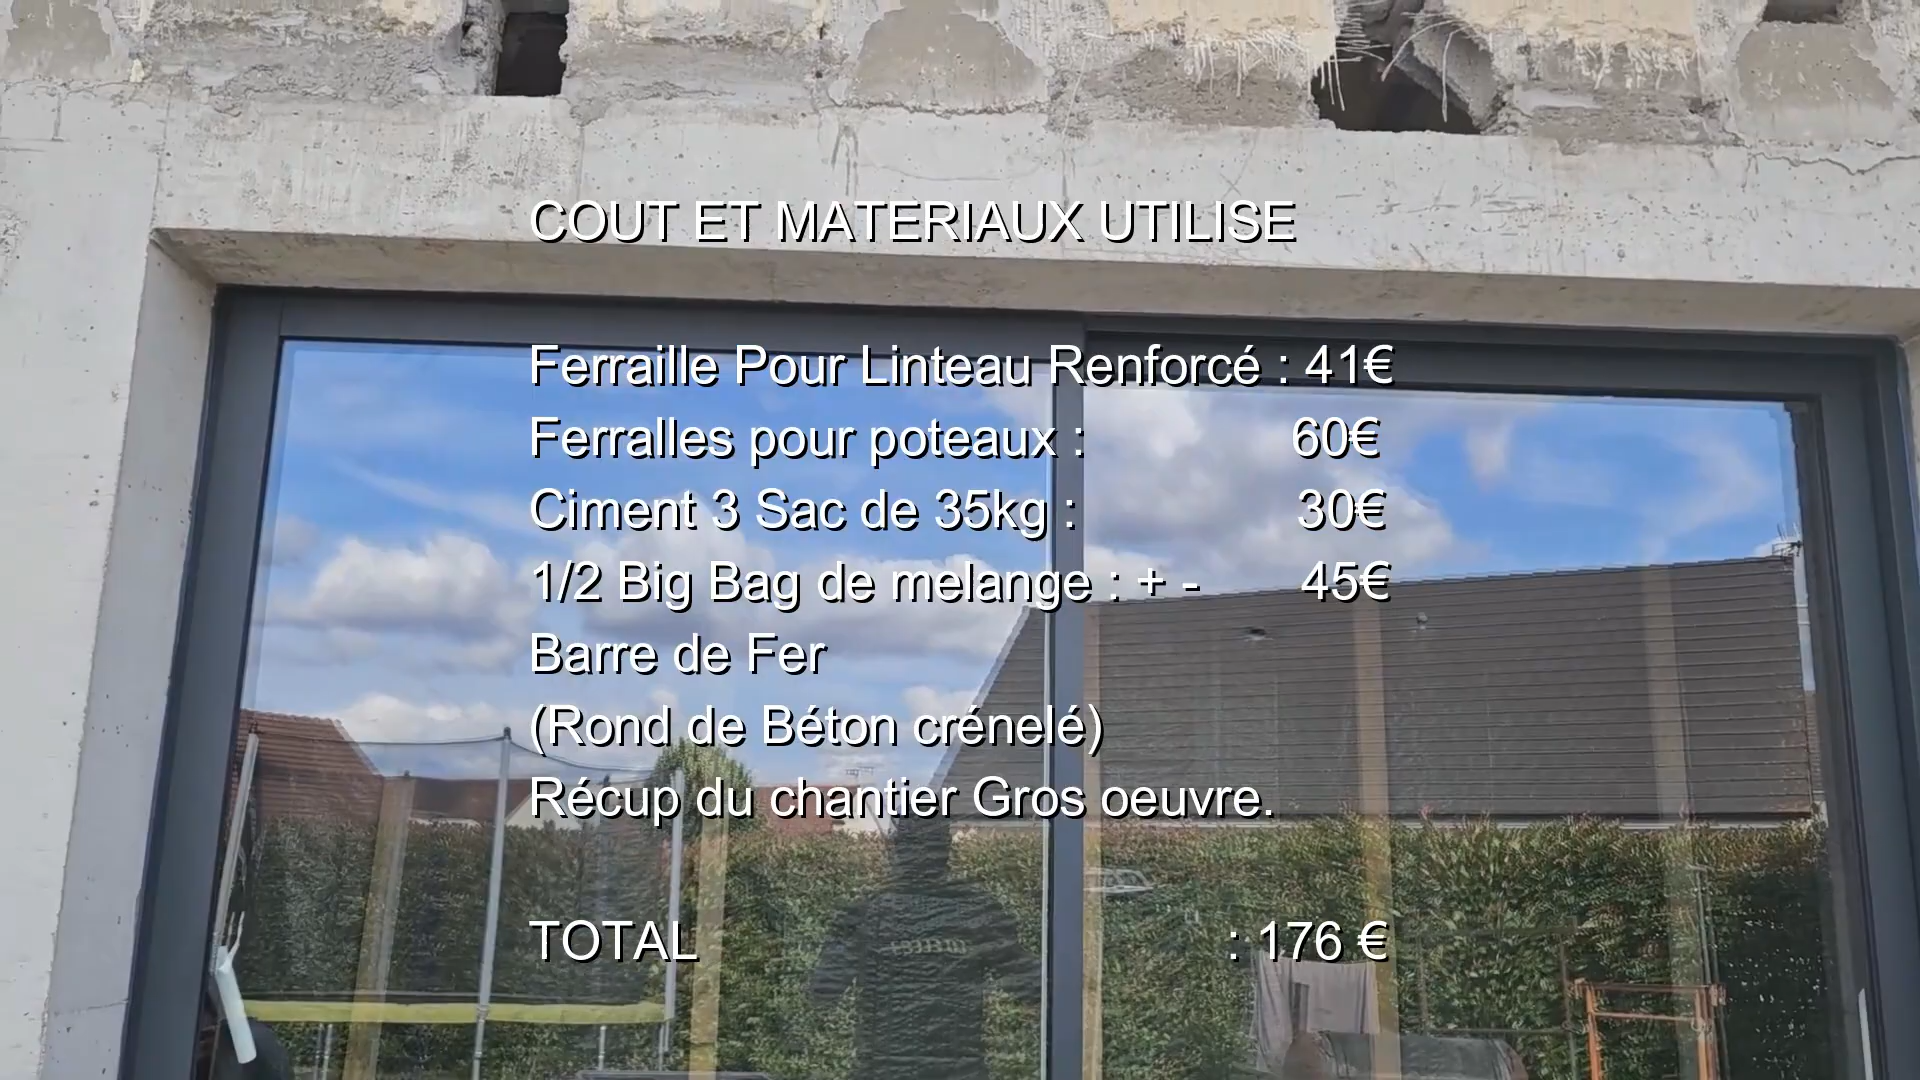 COUT ET MATERIAUX UTILISE
Ferraille Pour Linteau Renforcé : 41€
Ferralles pour poteaux : 60€
Ciment 3 Sac de 35kg : 30€
1/2 Big Bag de melange : + - 45€
Barre de Fer
(Rond de Béton crénelé)
Récup du chantier Gros oeuvre.
TOTAL : 176 €